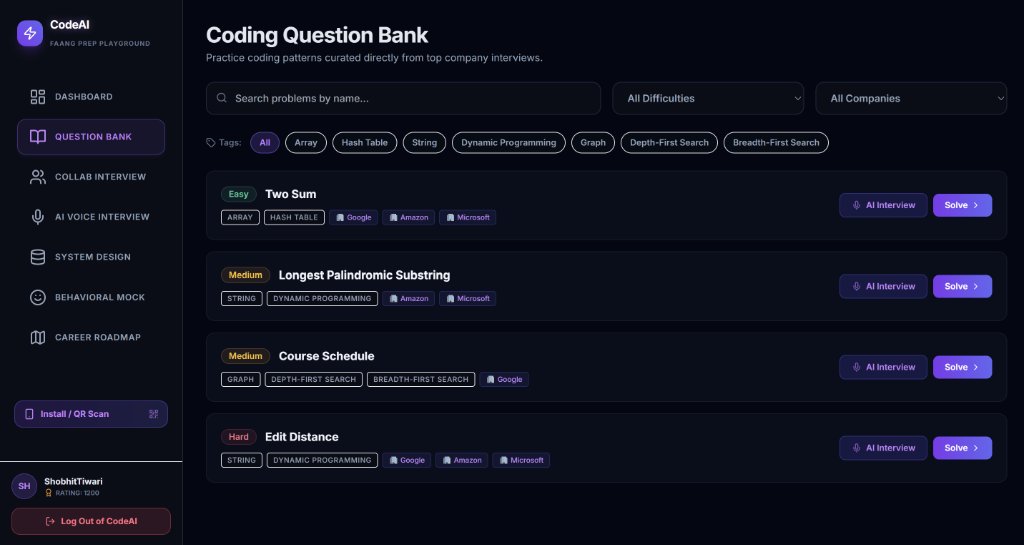 CodeAI
FAANG PREP PLAYGROUND
DASHBOARD
QUESTION BANK
COLLAB INTERVIEW
AI VOICE INTERVIEW
SYSTEM DESIGN
BEHAVIORAL MOCK
CAREER ROADMAP
Install / QR Scan
SH
ShobhitTiwari
RATING: 1200
Log Out of CodeAI
Coding Question Bank
Practice coding patterns curated directly from top company interviews.
Search problems by name...
All Difficulties
All Companies
Tags: All Array Hash Table String Dynamic Programming Graph Depth-First Search Breadth-First Search
Easy Two Sum
ARRAY HASH TABLE Google Amazon Microsoft
AI Interview Solve
Medium Longest Palindromic Substring
STRING DYNAMIC PROGRAMMING Amazon Microsoft
AI Interview Solve
Medium Course Schedule
GRAPH DEPTH-FIRST SEARCH BREADTH-FIRST SEARCH Google
AI Interview Solve
Hard Edit Distance
STRING DYNAMIC PROGRAMMING Google Amazon Microsoft
AI Interview Solve